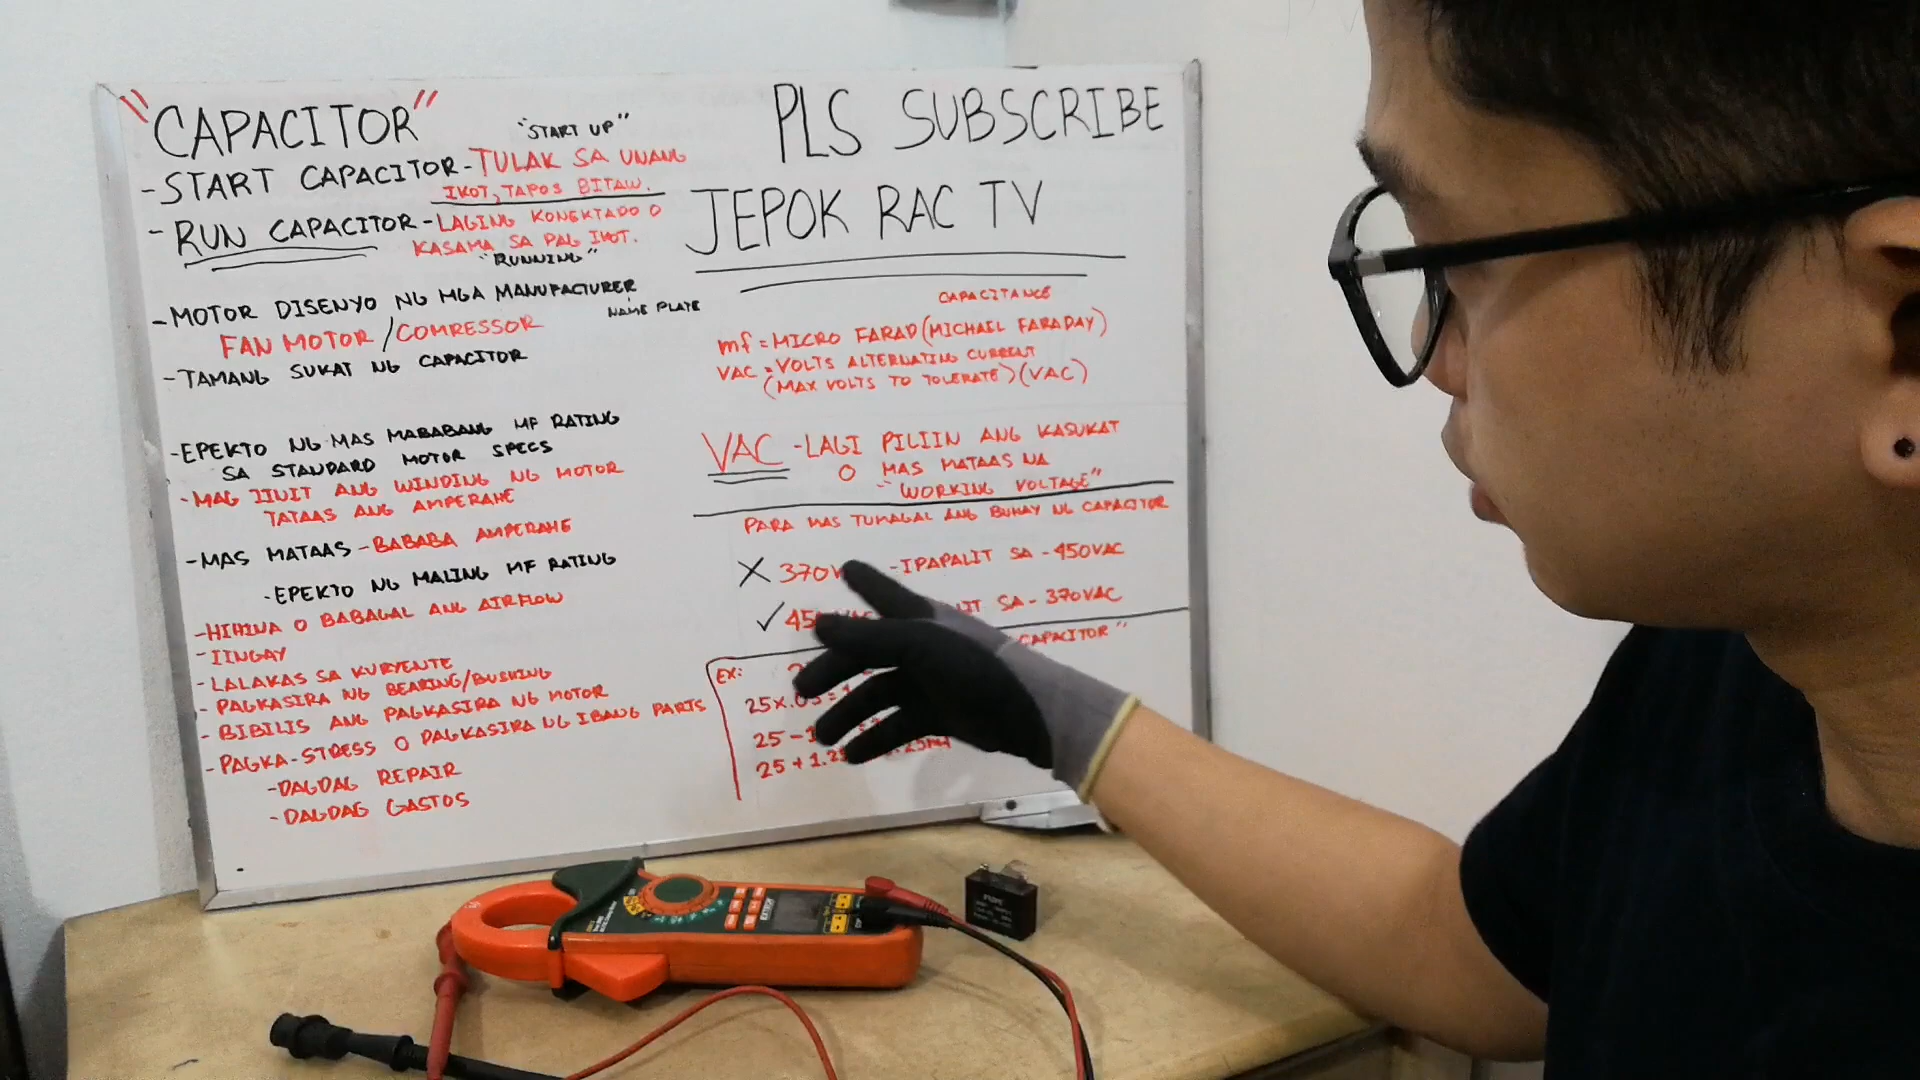 "CAPACITOR"
"START UP"
- START CAPACITOR - TULAK SA UNANG
IKOT, TAPOS BITAW.
- RUN CAPACITOR - LAGING KONEKTADO O
KASAMA SA PAG IKOT.
"RUNNING"
- MOTOR DISENYO NG MGA MANUFACTURER
NAME PLATE
FAN MOTOR / COMRESSOR
- TAMANG SUKAT NG CAPACITOR
- EPEKTO NG MAS MABABANG MF RATING
SA STANDARD MOTOR SPECS
- MAG IINIT ANG WINDING NG MOTOR
TATAAS ANG AMPERAHE
- MAS MATAAS - BABABA AMPERAHE
- EPEKTO NG MALING MF RATING
- HIHINA O BABAGAL ANG AIRFLOW
- IINGAY
- LALAKAS SA KURYENTE
- PAGKASIRA NG BEARING/BUSHING
- BIBILIS ANG PAGKASIRA NG MOTOR
- PAGKA-STRESS O PAGKASIRA NG IBANG PARTS
- DAGDAG REPAIR
- DAGDAG GASTOS
PLS SUBSCRIBE
JEPOK RAC TV
CAPACITANCE
mf = MICRO FARAD (MICHAEL FARADAY)
VAC = VOLTS ALTERNATING CURRENT
(MAX VOLTS TO TOLERATE) (VAC)
VAC - LAGI PILIIN ANG KASUKAT
O MAS MATAAS NA
"WORKING VOLTAGE"
PARA MAS TUMAGAL ANG BUHAY NG CAPACITOR
X 370V - IPAPALIT SA - 450VAC
✓ 45 SA - 370VAC
CAPACITOR"
EX:
25x.05=1
25 -
25 + 1.25
EXTECH